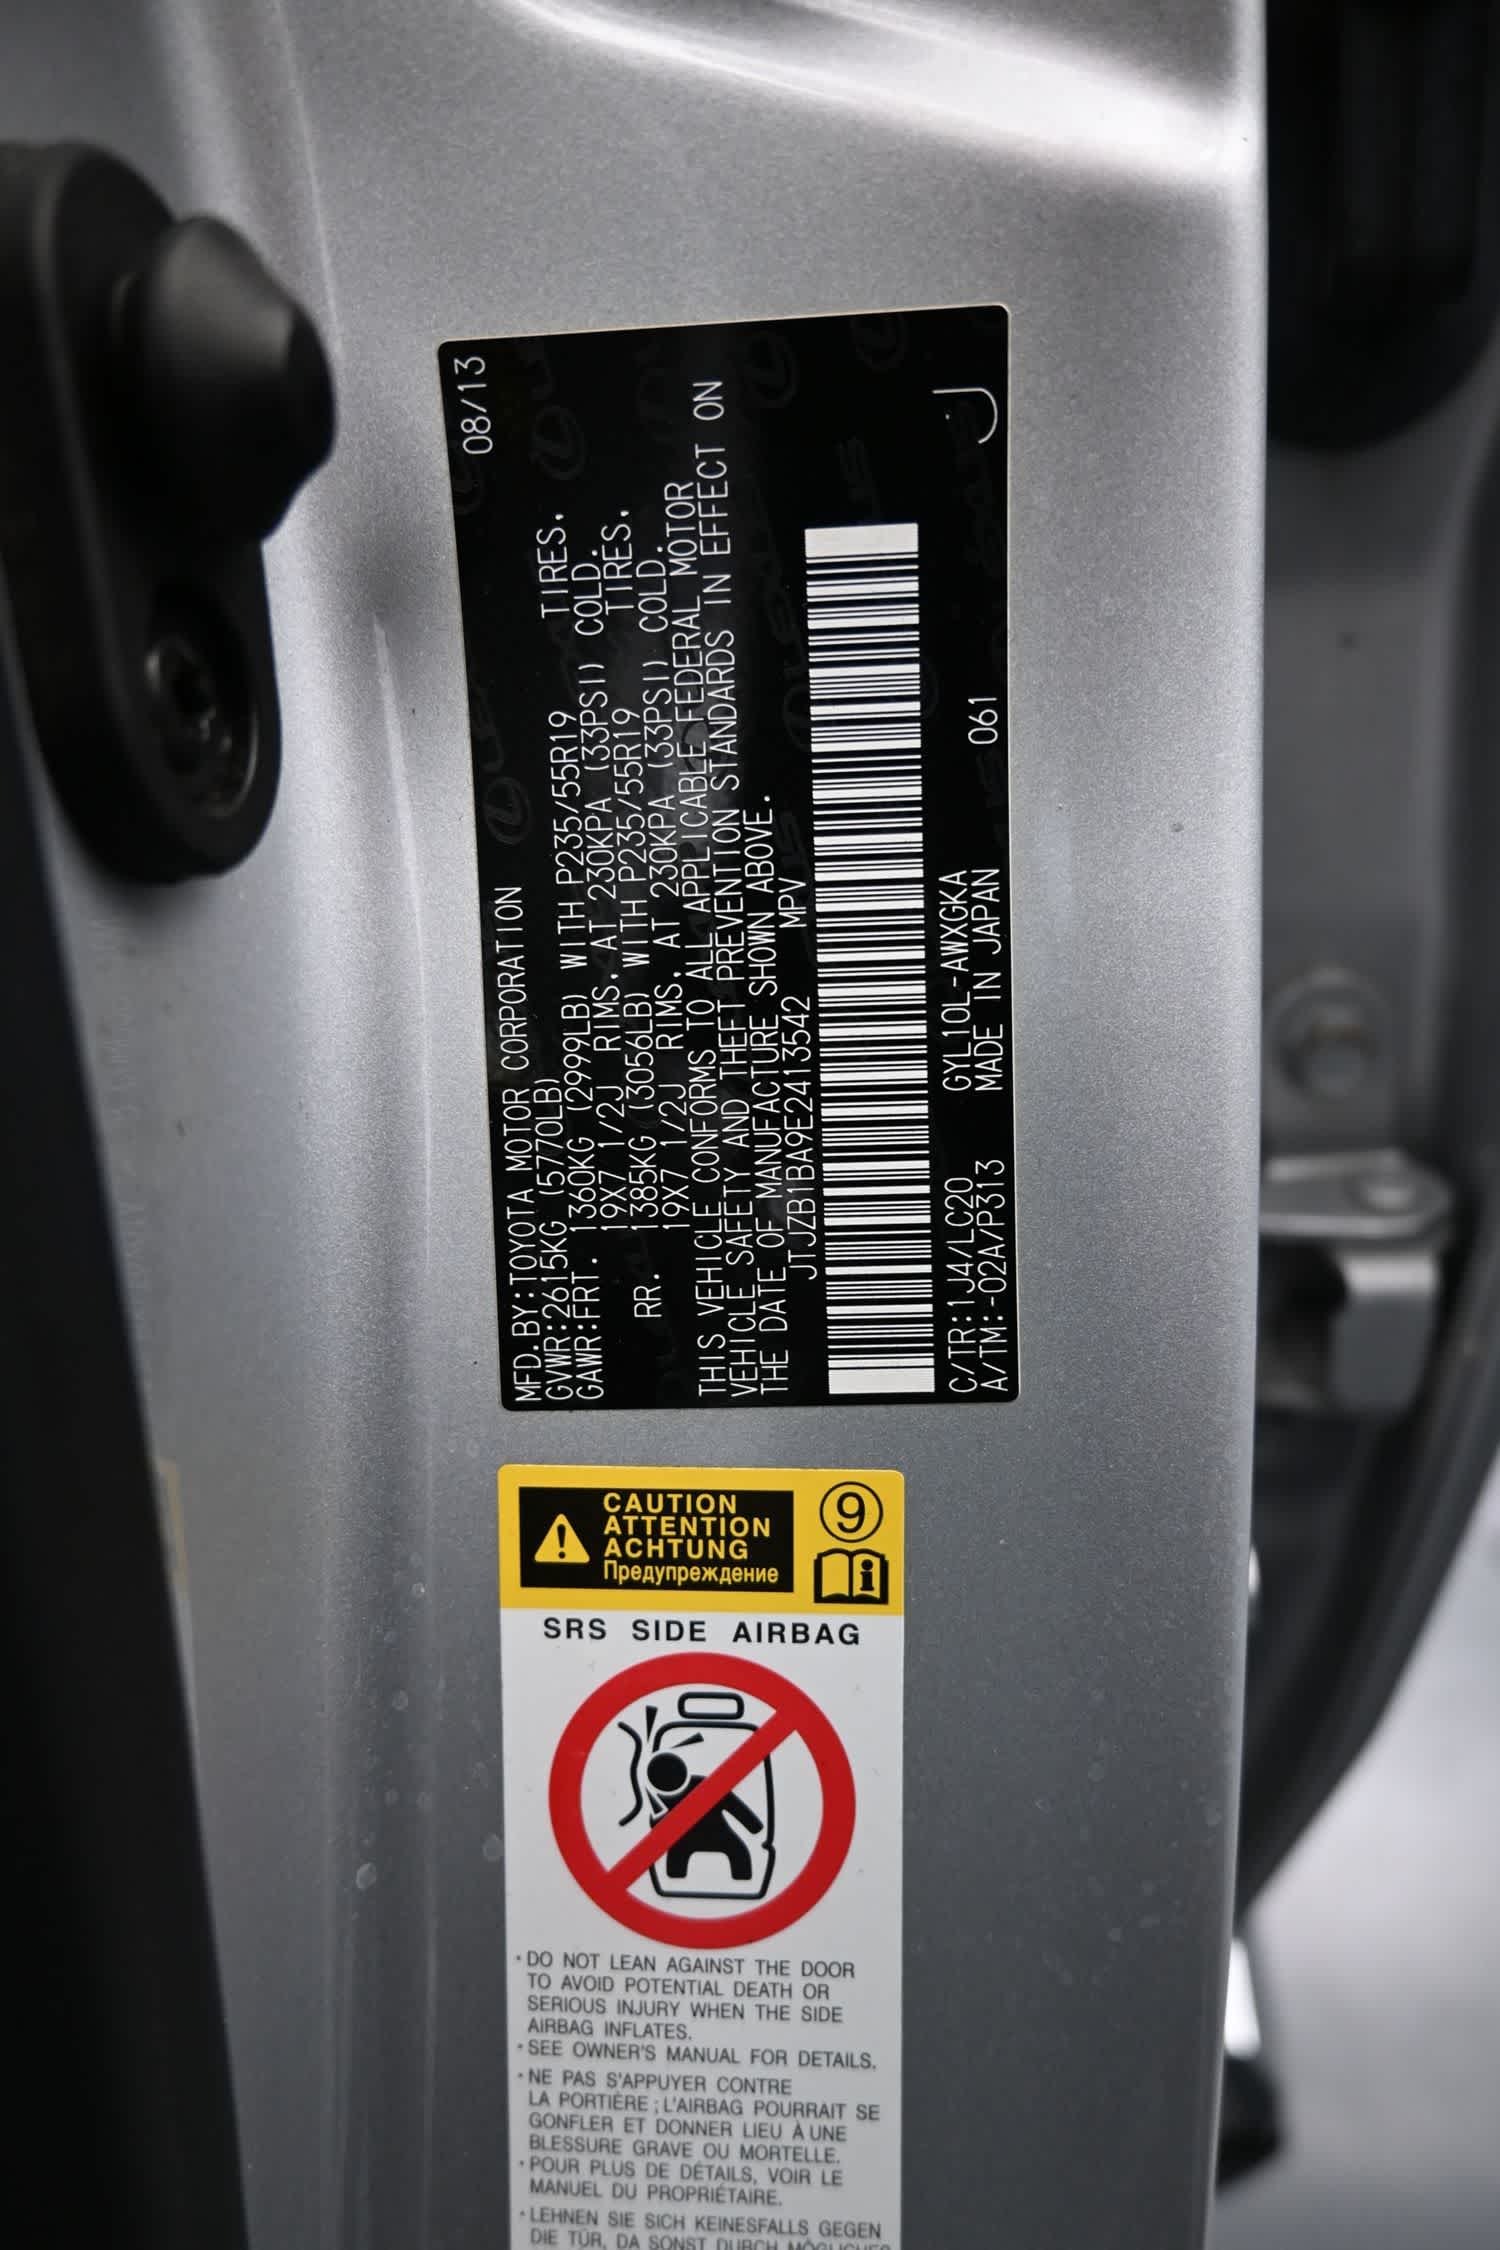 08/13
MFD.BY:TOYOTA MOTOR CORPORATION
GVWR:2615KG (5770LB)
GAWR:FRT. 1360KG (2999LB) WITH P235/55R19 TIRES.
19X7 1/2J RIMS, AT 230KPA (33PSI) COLD.
RR. 1385KG (3056LB) WITH P235/55R19 TIRES.
19X7 1/2J RIMS, AT 230KPA (33PSI) COLD.
THIS VEHICLE CONFORMS TO ALL APPLICABLE FEDERAL MOTOR
VEHICLE SAFETY AND THEFT PREVENTION STANDARDS IN EFFECT ON
THE DATE OF MANUFACTURE SHOWN ABOVE.
JTJZB1BA9E2413542 MPV
C/TR:1J4/LC20 GYL10L-AWXGKA
A/TM:-02A/P313 MADE IN JAPAN 061
J
CAUTION
ATTENTION
ACHTUNG
Предупреждение
9
SRS SIDE AIRBAG
・DO NOT LEAN AGAINST THE DOOR
TO AVOID POTENTIAL DEATH OR
SERIOUS INJURY WHEN THE SIDE
AIRBAG INFLATES.
・SEE OWNER'S MANUAL FOR DETAILS.
・NE PAS S'APPUYER CONTRE
LA PORTIÈRE ; L'AIRBAG POURRAIT SE
GONFLER ET DONNER LIEU À UNE
BLESSURE GRAVE OU MORTELLE.
・POUR PLUS DE DÉTAILS, VOIR LE
MANUEL DU PROPRIÉTAIRE.
・LEHNEN SIE SICH KEINESFALLS GEGEN
DIE TÜR, DA SONST DURCH MÖGLICHES